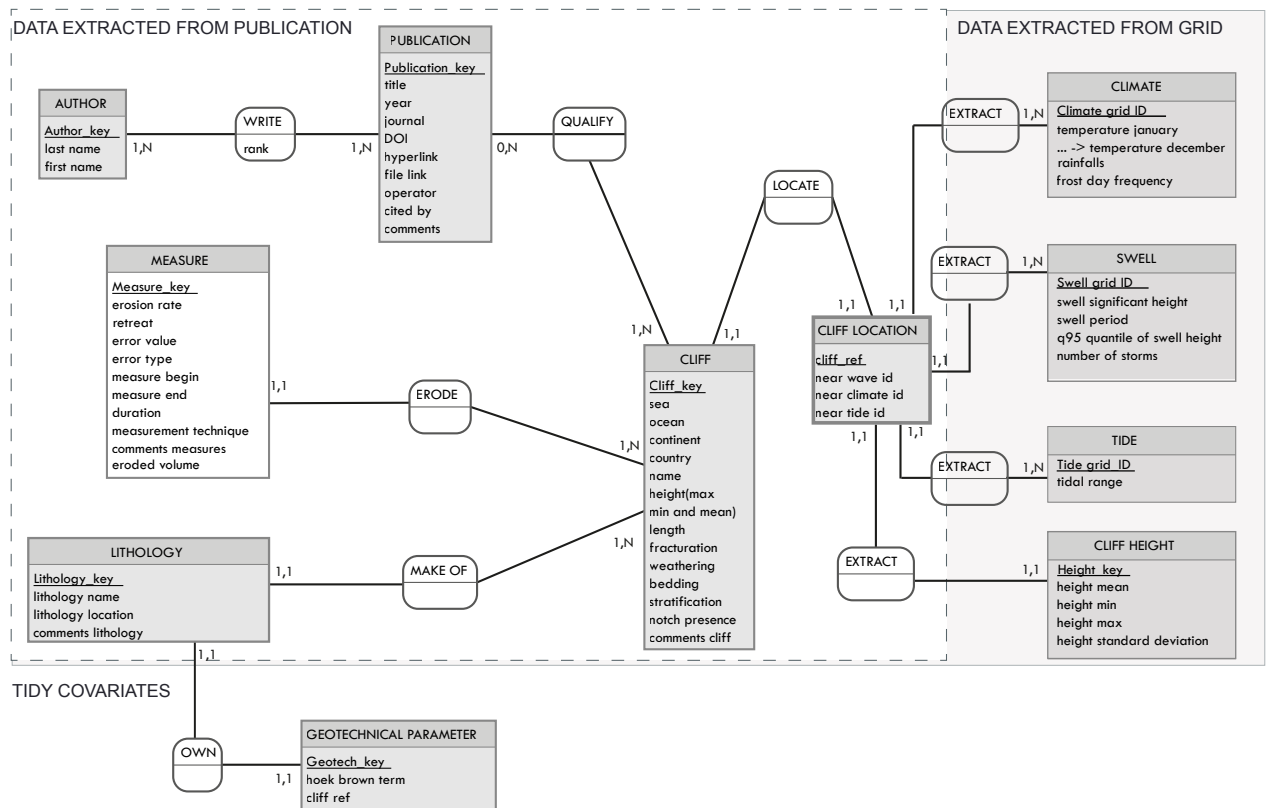 DATA EXTRACTED FROM PUBLICATION
DATA EXTRACTED FROM GRID
PUBLICATION
Publication_key
title
year
journal
DOI
hyperlink
file link
operator
cited by
comments
AUTHOR
Author_key
last name
first name
1,N
WRITE
rank
1,N
0,N
QUALIFY
1,N
LOCATE
1,1
1,1
1,1
EXTRACT
1,N
CLIMATE
Climate grid ID
temperature january
... -> temperature december
rainfalls
frost day frequency
EXTRACT
1,N
1,1
SWELL
Swell grid ID
swell significant height
swell period
q95 quantile of swell height
number of storms
MEASURE
Measure_key
erosion rate
retreat
error value
error type
measure begin
measure end
duration
measurement technique
comments measures
eroded volume
1,1
ERODE
1,N
CLIFF
Cliff_key
sea
ocean
continent
country
name
height(max
min and mean)
length
fracturation
weathering
bedding
stratification
notch presence
comments cliff
CLIFF LOCATION
cliff_ref
near wave id
near climate id
near tide id
1,1
1,1
EXTRACT
1,N
TIDE
Tide grid_ID
tidal range
EXTRACT
1,1
CLIFF HEIGHT
Height_key
height mean
height min
height max
height standard deviation
LITHOLOGY
Lithology_key
lithology name
lithology location
comments lithology
1,1
MAKE OF
1,N
1,1
TIDY COVARIATES
OWN
1,1
GEOTECHNICAL PARAMETER
Geotech_key
hoek brown term
cliff ref